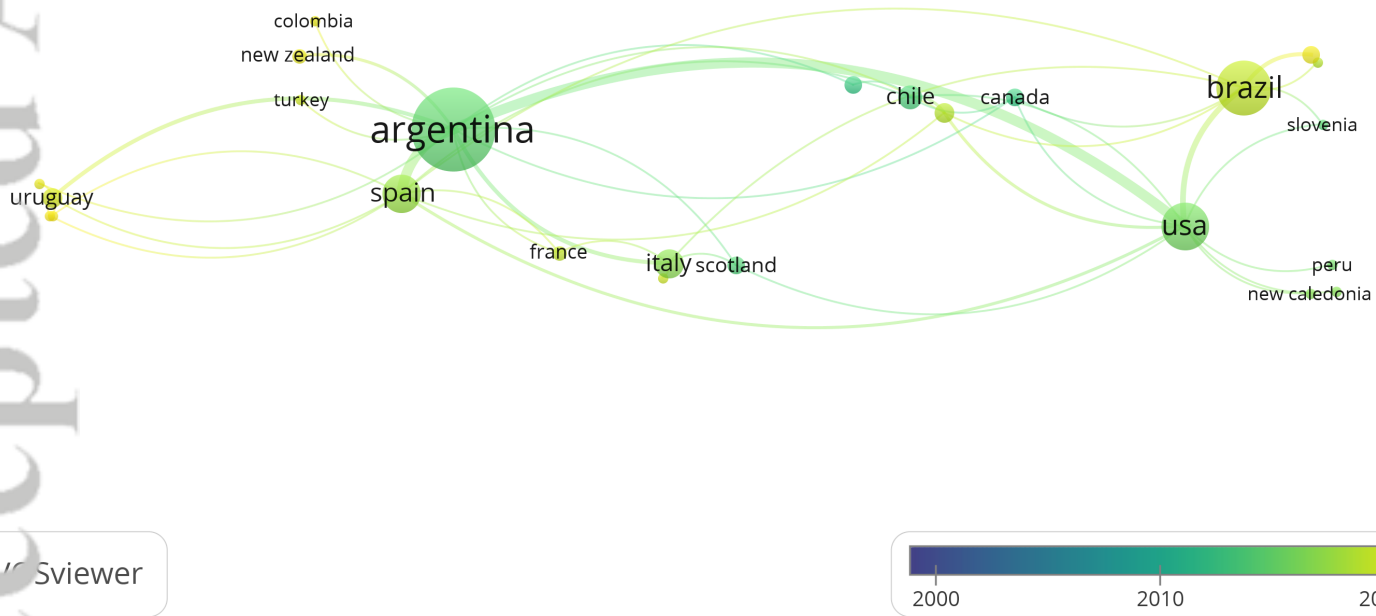 colombia
new zealand
turkey
argentina
uruguay
spain
france
italy
scotland
chile
canada
brazil
slovenia
usa
peru
new caledonia
VOSviewer
2000
2010